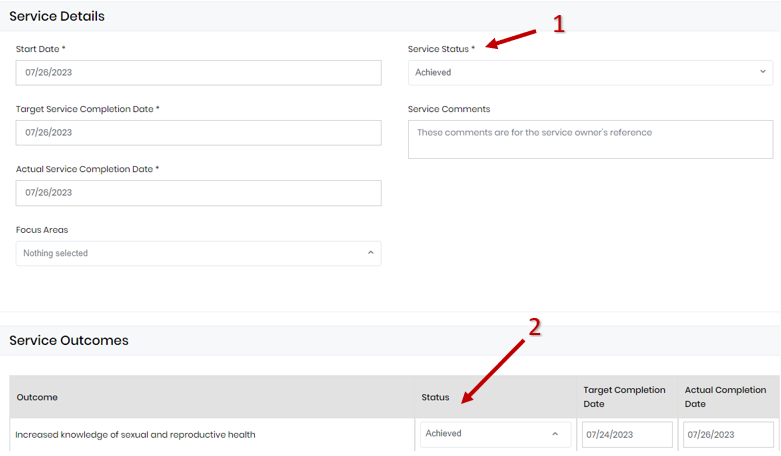 Service Details
1
Start Date *
Service Status *
07/26/2023
Achieved
Target Service Completion Date *
Service Comments
07/26/2023
These comments are for the service owner's reference
Actual Service Completion Date *
07/26/2023
Focus Areas
Nothing selected
2
Service Outcomes
Outcome
Status
Target Completion
Date
Actual Completion
Date
Increased knowledge of sexual and reproductive health
Achieved
07/24/2023
07/26/2023